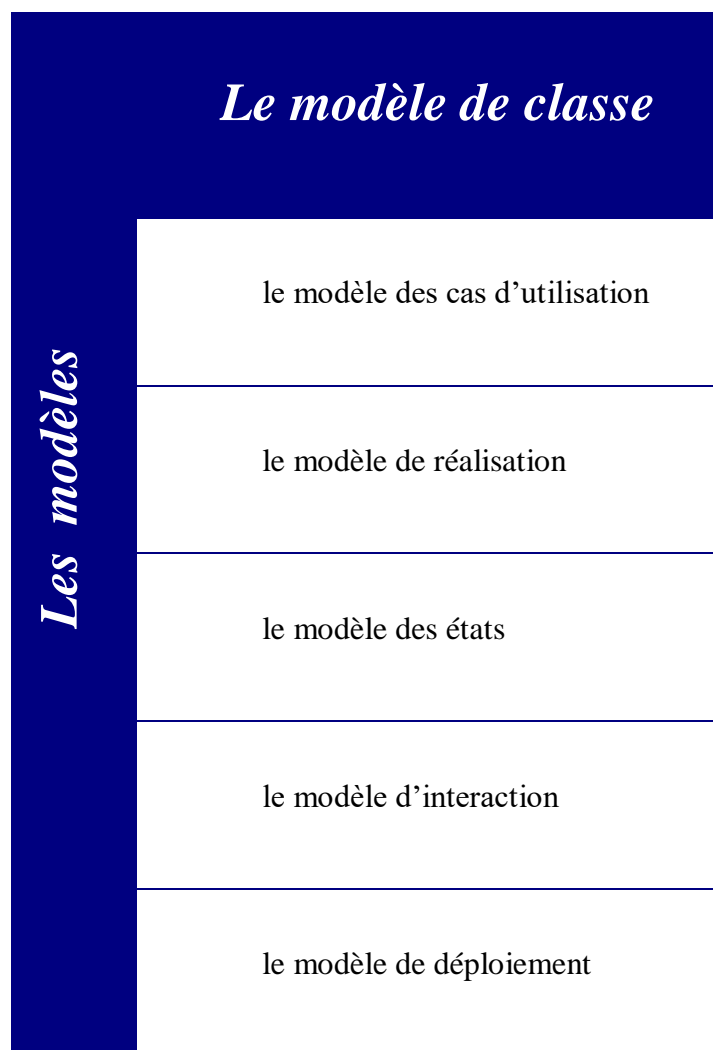 Le modèle de classe
Les modèles
le modèle des cas d’utilisation
le modèle de réalisation
le modèle des états
le modèle d’interaction
le modèle de déploiement